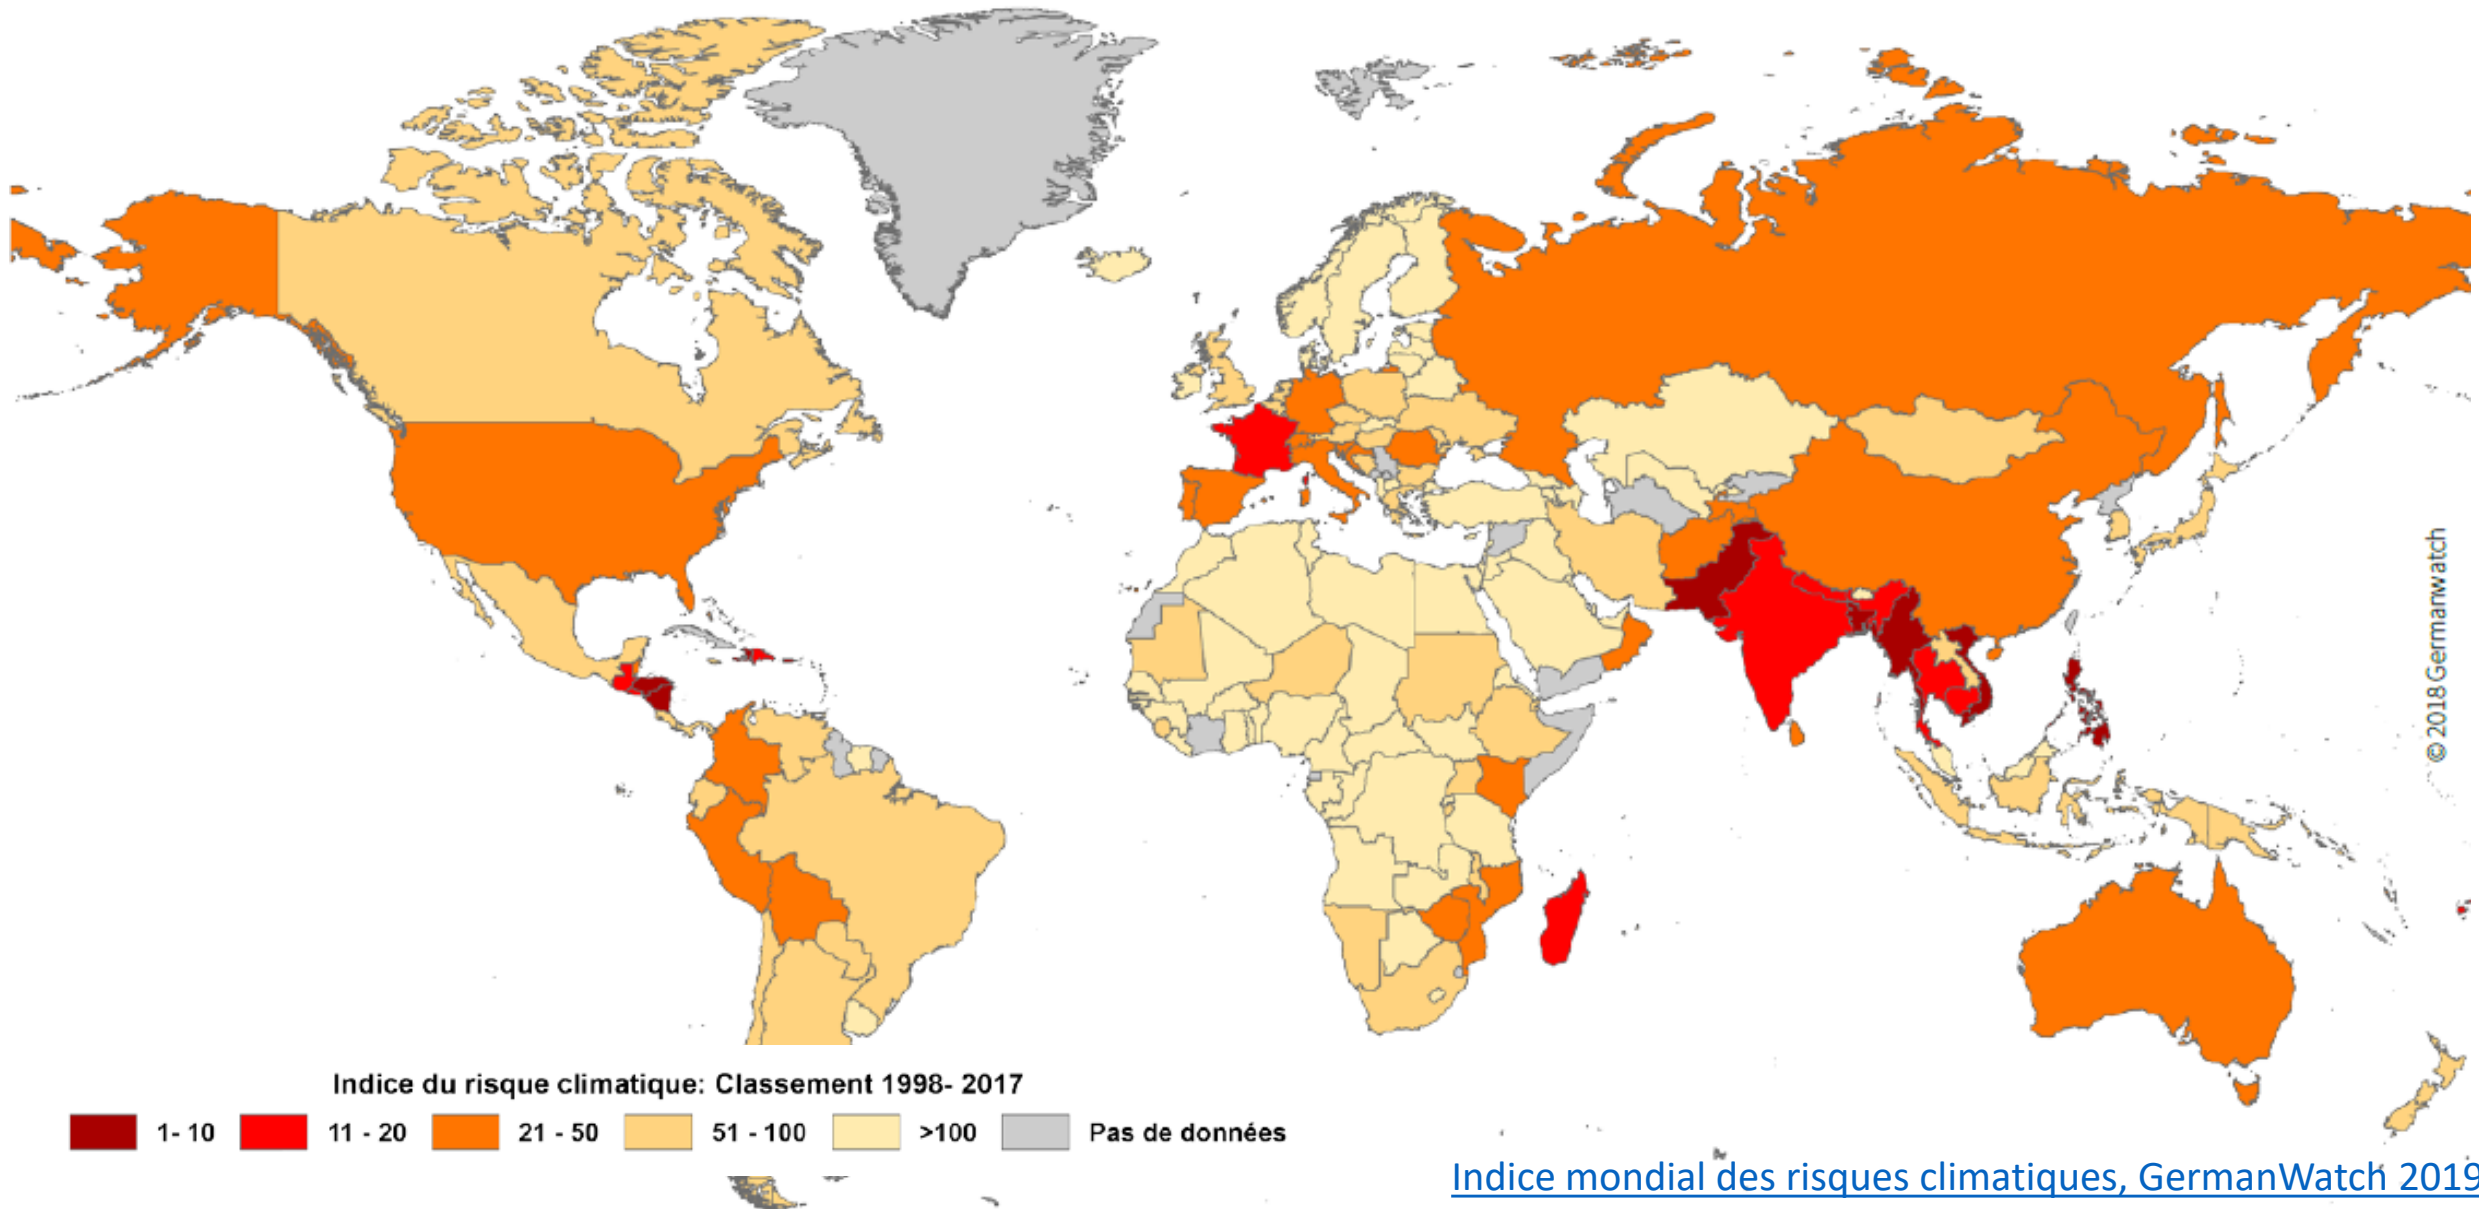 © 2018 Germanwatch
Indice du risque climatique: Classement 1998- 2017
1- 10
11 - 20
21 - 50
51 - 100
>100
Pas de données
Indice mondial des risques climatiques, GermanWatch 2019